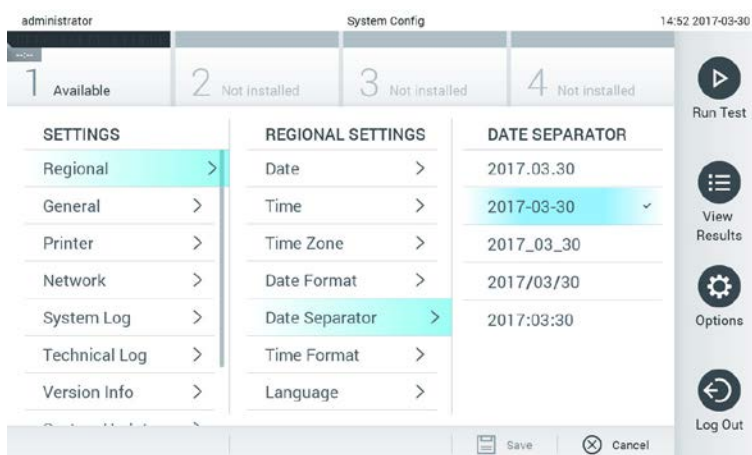 administrator System Config 14:52 2017-03-30
--:--
1 Available 2 Not installed 3 Not installed 4 Not installed
Run Test
SETTINGS REGIONAL SETTINGS DATE SEPARATOR
Regional Date 2017.03.30
General Time 2017-03-30
View Results
Printer Time Zone 2017_03_30
Network Date Format 2017/03/30
System Log Date Separator 2017:03:30
Options
Technical Log Time Format
Version Info Language
Log Out
Save Cancel